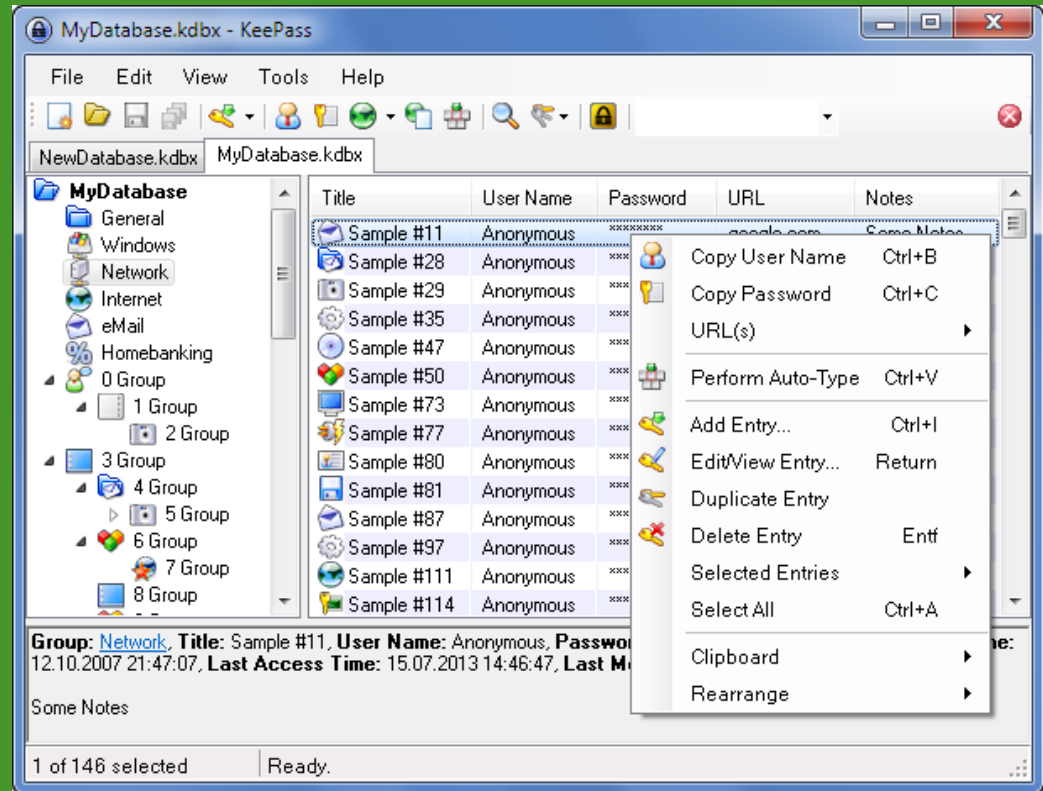 MyDatabase.kdbx - KeePass
File Edit View Tools Help
NewDatabase.kdbx MyDatabase.kdbx
MyDatabase
General
Windows
Network
Internet
eMail
Homebanking
0 Group
1 Group
2 Group
3 Group
4 Group
5 Group
6 Group
7 Group
8 Group
Title User Name Password URL Notes
Sample #11 Anonymous ******** google.com Some Notes
Sample #28 Anonymous ***
Sample #29 Anonymous ***
Sample #35 Anonymous ***
Sample #47 Anonymous ***
Sample #50 Anonymous ***
Sample #73 Anonymous ***
Sample #77 Anonymous ***
Sample #80 Anonymous ***
Sample #81 Anonymous ***
Sample #87 Anonymous ***
Sample #97 Anonymous ***
Sample #111 Anonymous ***
Sample #114 Anonymous ***
Copy User Name Ctrl+B
Copy Password Ctrl+C
URL(s)
Perform Auto-Type Ctrl+V
Add Entry... Ctrl+I
Edit/View Entry... Return
Duplicate Entry
Delete Entry Entf
Selected Entries
Select All Ctrl+A
Clipboard
Rearrange
Group: Network, Title: Sample #11, User Name: Anonymous,
12.10.2007 21:47:07, Last Access Time: 15.07.2013 14:46:47, Last
Some Notes
1 of 146 selected Ready.